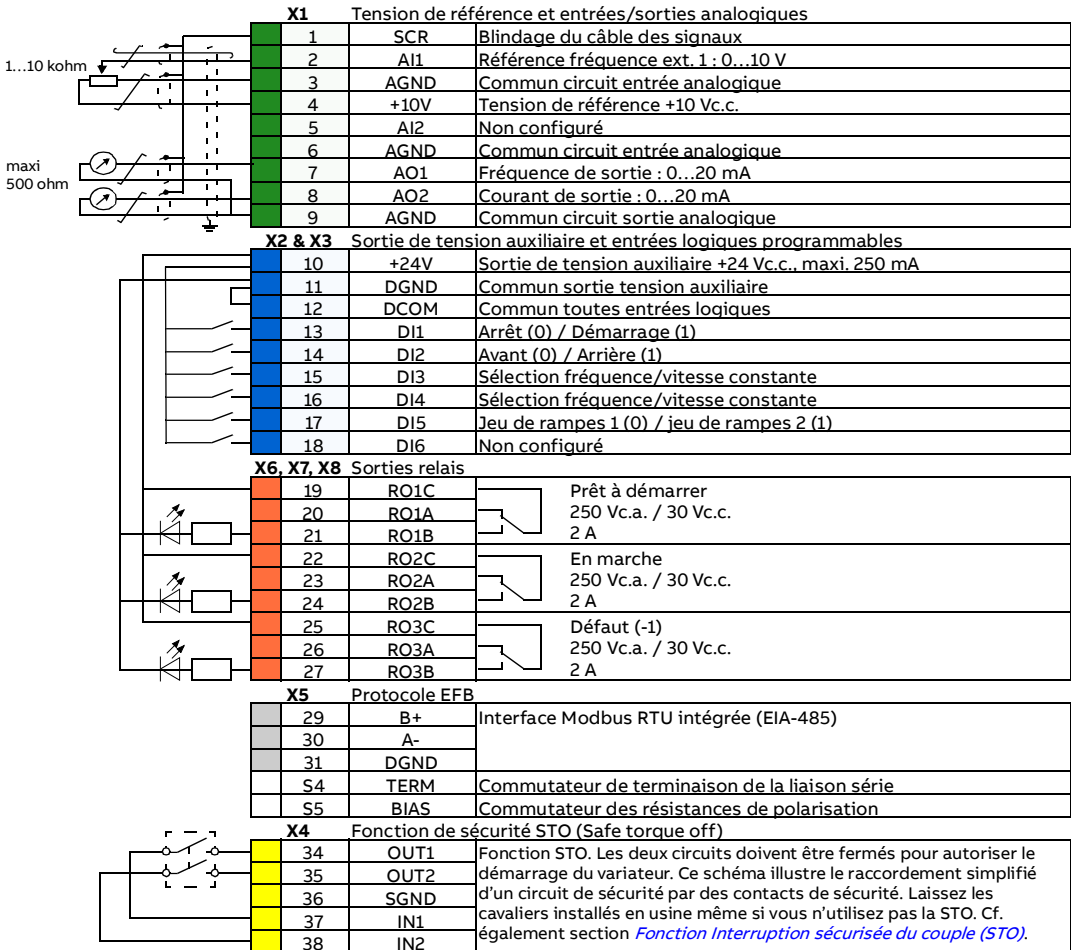 X1 Tension de référence et entrées/sorties analogiques
1 SCR Blindage du câble des signaux
1…10 kohm
2 AI1 Référence fréquence ext. 1 : 0…10 V
3 AGND Commun circuit entrée analogique
4 +10V Tension de référence +10 Vc.c.
5 AI2 Non configuré
6 AGND Commun circuit entrée analogique
maxi
500 ohm
7 AO1 Fréquence de sortie : 0…20 mA
8 AO2 Courant de sortie : 0…20 mA
9 AGND Commun circuit sortie analogique
X2 & X3 Sortie de tension auxiliaire et entrées logiques programmables
10 +24V Sortie de tension auxiliaire +24 Vc.c., maxi. 250 mA
11 DGND Commun sortie tension auxiliaire
12 DCOM Commun toutes entrées logiques
13 DI1 Arrêt (0) / Démarrage (1)
14 DI2 Avant (0) / Arrière (1)
15 DI3 Sélection fréquence/vitesse constante
16 DI4 Sélection fréquence/vitesse constante
17 DI5 Jeu de rampes 1 (0) / jeu de rampes 2 (1)
18 DI6 Non configuré
X6, X7, X8 Sorties relais
19 RO1C Prêt à démarrer
20 RO1A 250 Vc.a. / 30 Vc.c.
21 RO1B 2 A
22 RO2C En marche
23 RO2A 250 Vc.a. / 30 Vc.c.
24 RO2B 2 A
25 RO3C Défaut (-1)
26 RO3A 250 Vc.a. / 30 Vc.c.
27 RO3B 2 A
X5 Protocole EFB
29 B+ Interface Modbus RTU intégrée (EIA-485)
30 A-
31 DGND
S4 TERM Commutateur de terminaison de la liaison série
S5 BIAS Commutateur des résistances de polarisation
X4 Fonction de sécurité STO (Safe torque off)
34 OUT1 Fonction STO. Les deux circuits doivent être fermés pour autoriser le
35 OUT2 démarrage du variateur. Ce schéma illustre le raccordement simplifié
36 SGND d'un circuit de sécurité par des contacts de sécurité. Laissez les
37 IN1 cavaliers installés en usine même si vous n'utilisez pas la STO. Cf.
38 IN2 également section Fonction Interruption sécurisée du couple (STO).